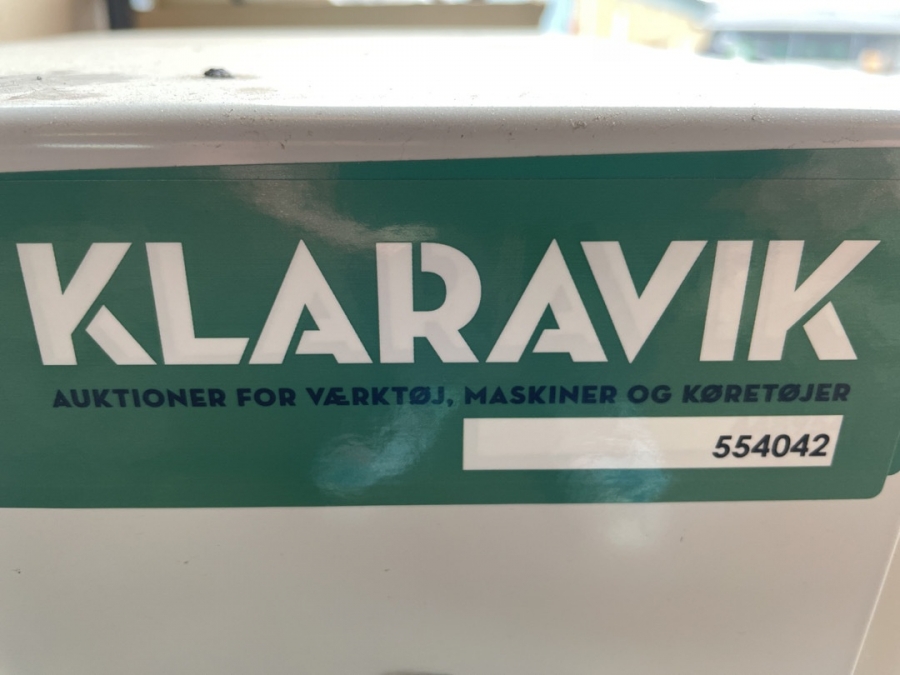 KLARAVIK
AUKTIONER FOR VÆRKTØJ, MASKINER OG KØRETØJER
554042